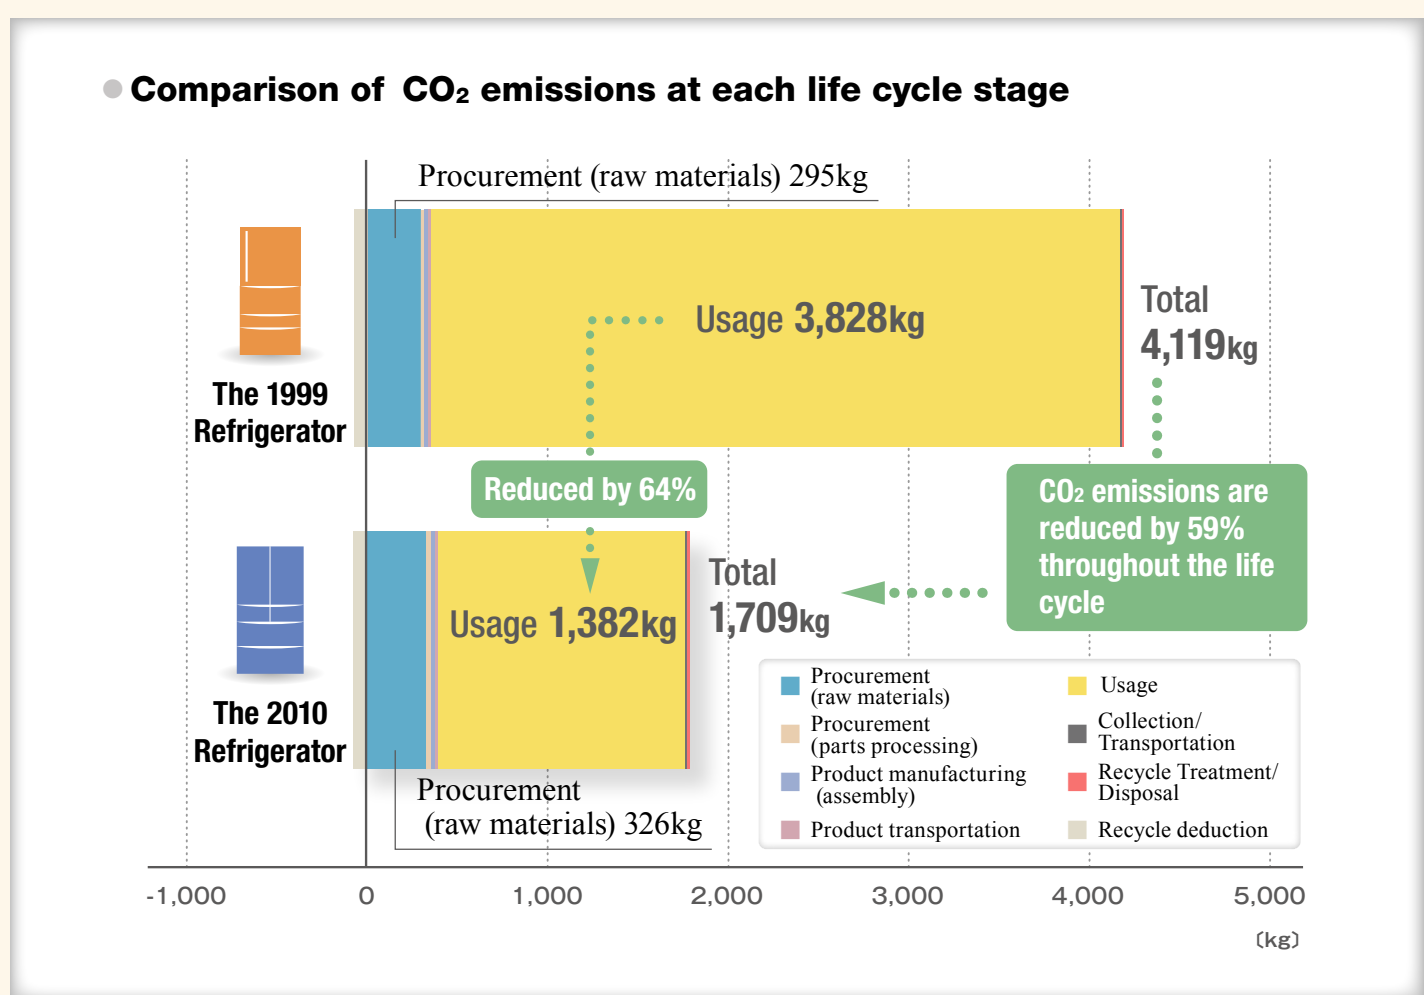 Comparison of CO₂ emissions at each life cycle stage
Procurement (raw materials) 295kg
Usage 3,828kg
Total
4,119kg
The 1999
Refrigerator
Reduced by 64%
CO₂ emissions are
reduced by 59%
throughout the life
cycle
Total
1,709kg
Usage 1,382kg
The 2010
Refrigerator
Procurement
(raw materials) 326kg
Procurement
(raw materials)
Procurement
(parts processing)
Product manufacturing
(assembly)
Product transportation
Usage
Collection/
Transportation
Recycle Treatment/
Disposal
Recycle deduction
-1,000 0 1,000 2,000 3,000 4,000 5,000
〔kg〕